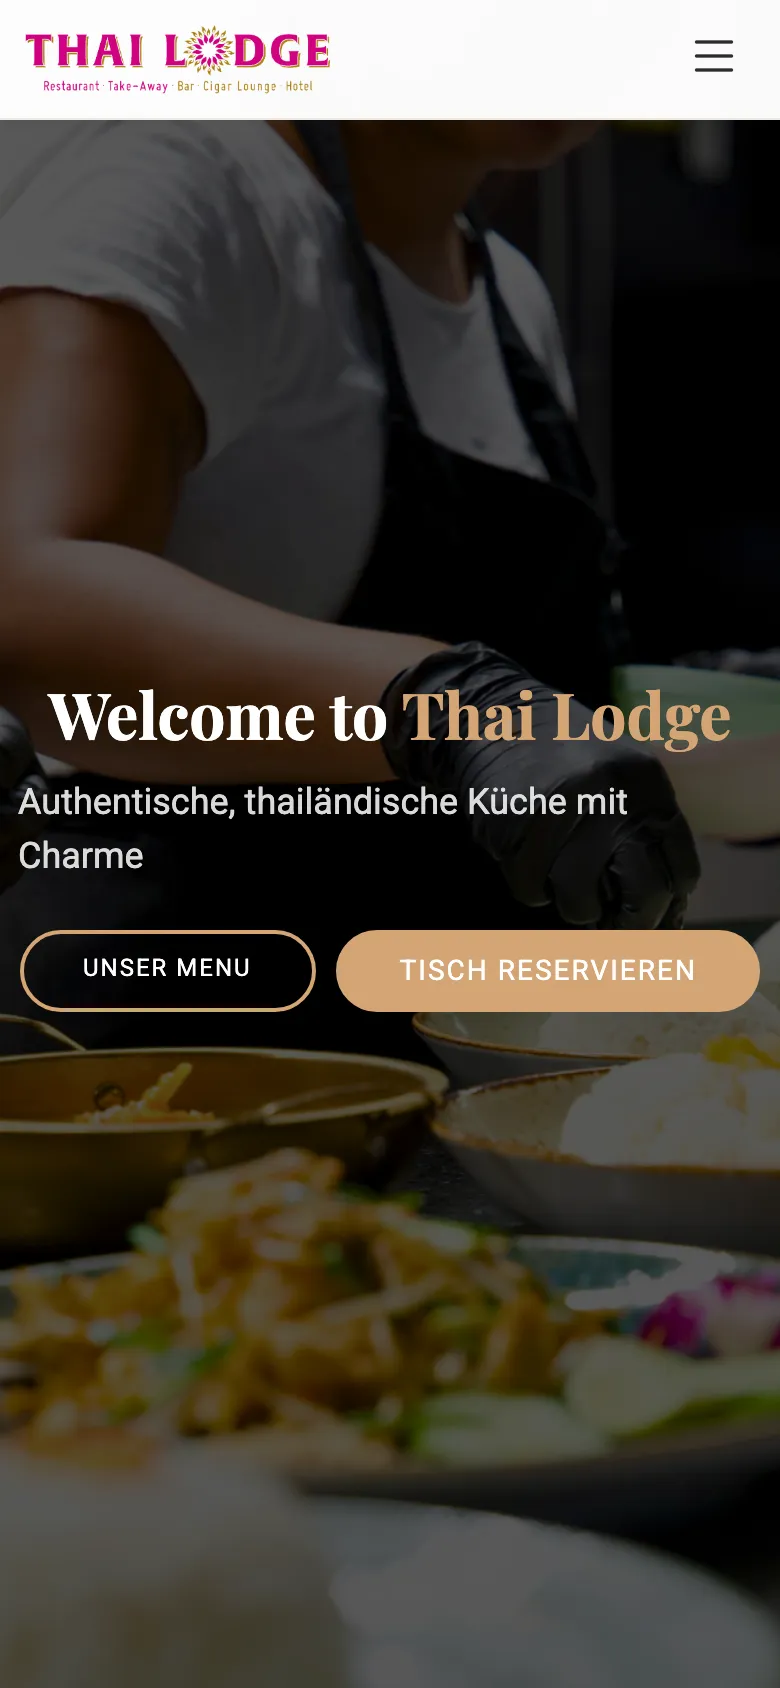 THAI LODGE
Restaurant · Take-Away · Bar · Cigar Lounge · Hotel
Welcome to Thai Lodge
Authentische, thailändische Küche mit
Charme
UNSER MENU
TISCH RESERVIEREN